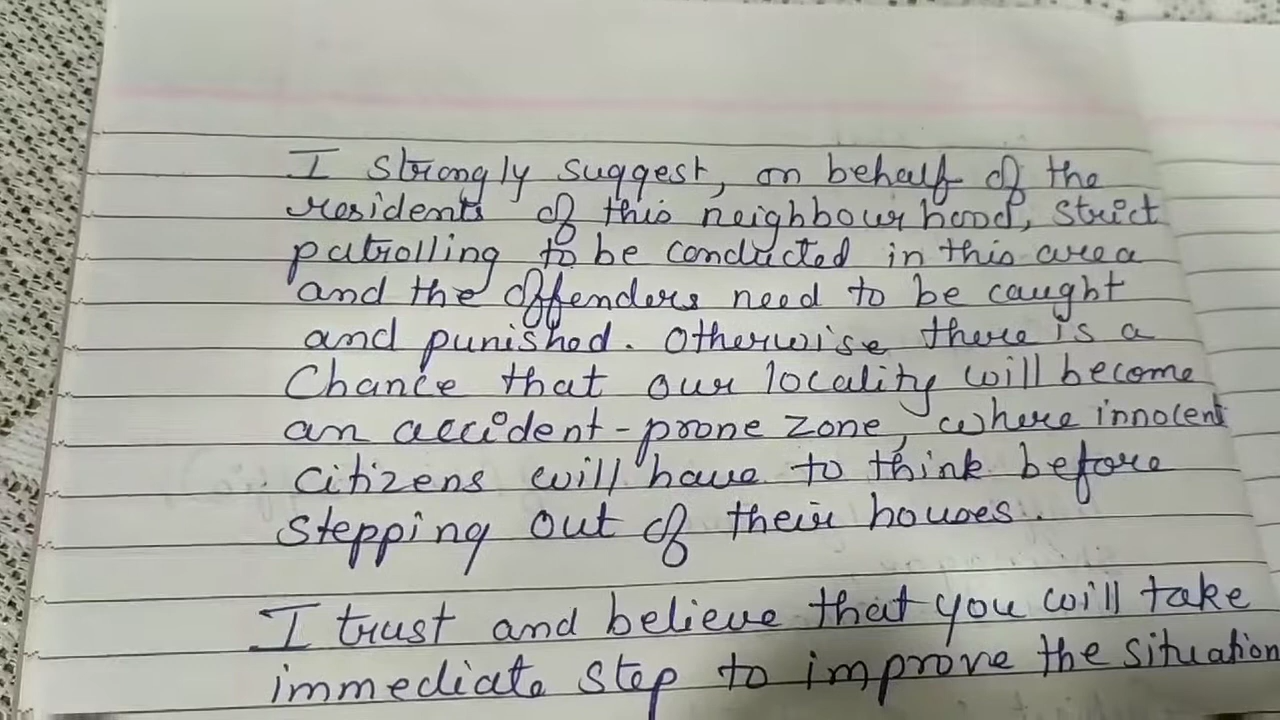 I strongly suggest, on behalf of the
residents of this neighbourhood, strict
patrolling to be conducted in this area
and the offenders need to be caught
and punished. Otherwise there is a
Chance that our locality will become
an accident-prone zone, where innocent
citizens will have to think before
stepping out of their houses.
I trust and believe that you will take
immediate step to improve the situation